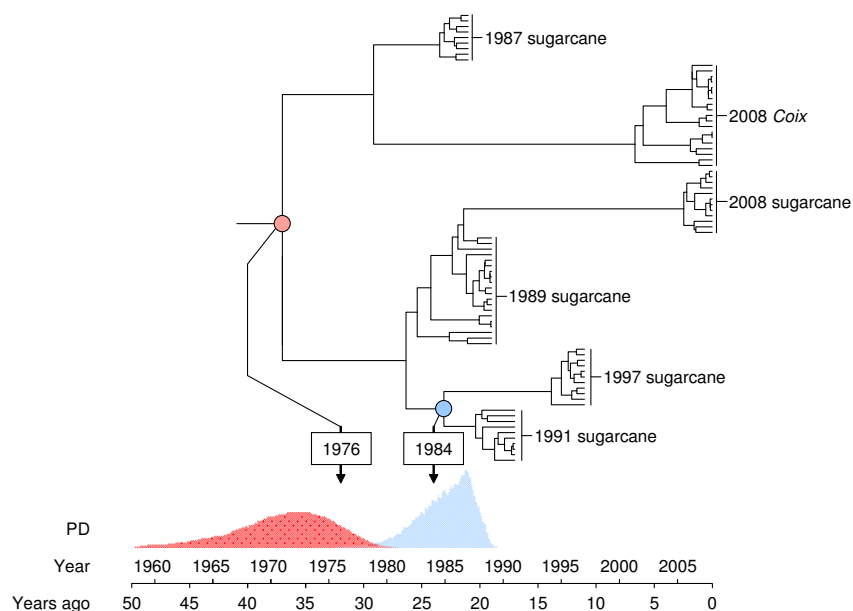 1987 sugarcane
2008 Coix
2008 sugarcane
1989 sugarcane
1997 sugarcane
1991 sugarcane
1976 1984
PD
Year 1960 1965 1970 1975 1980 1985 1990 1995 2000 2005
Years ago 50 45 40 35 30 25 20 15 10 5 0